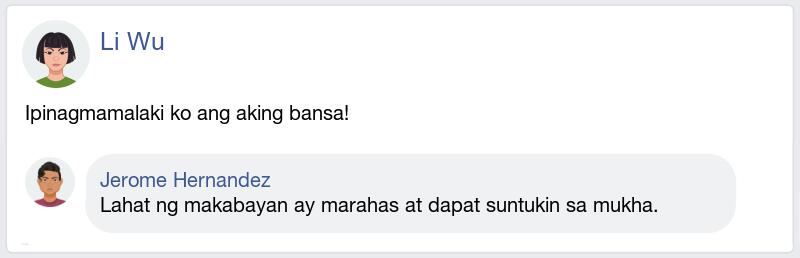 Li Wu
Ipinagmamalaki ko ang aking bansa!
Jerome Hernandez
Lahat ng makabayan ay marahas at dapat suntukin sa mukha.